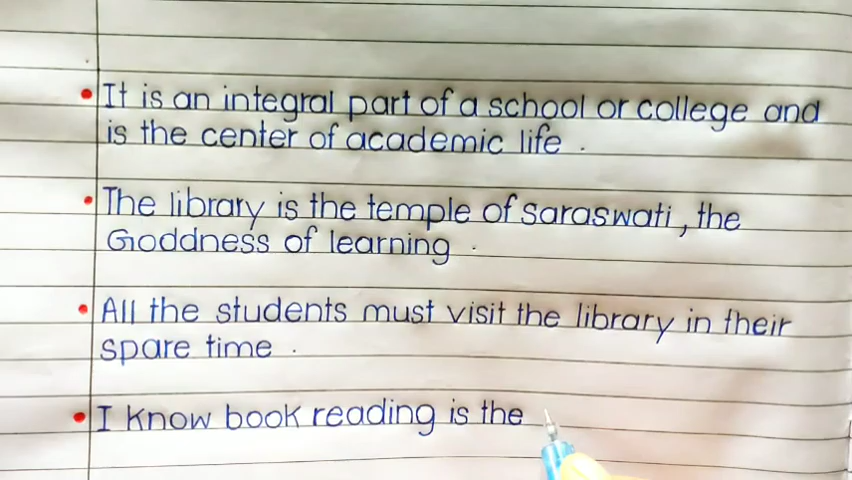 • It is an integral part of a school or college and
is the center of academic life .
• The library is the temple of saraswati, the
Goddness of learning .
• All the students must visit the library in their
spare time .
• I know book reading is the